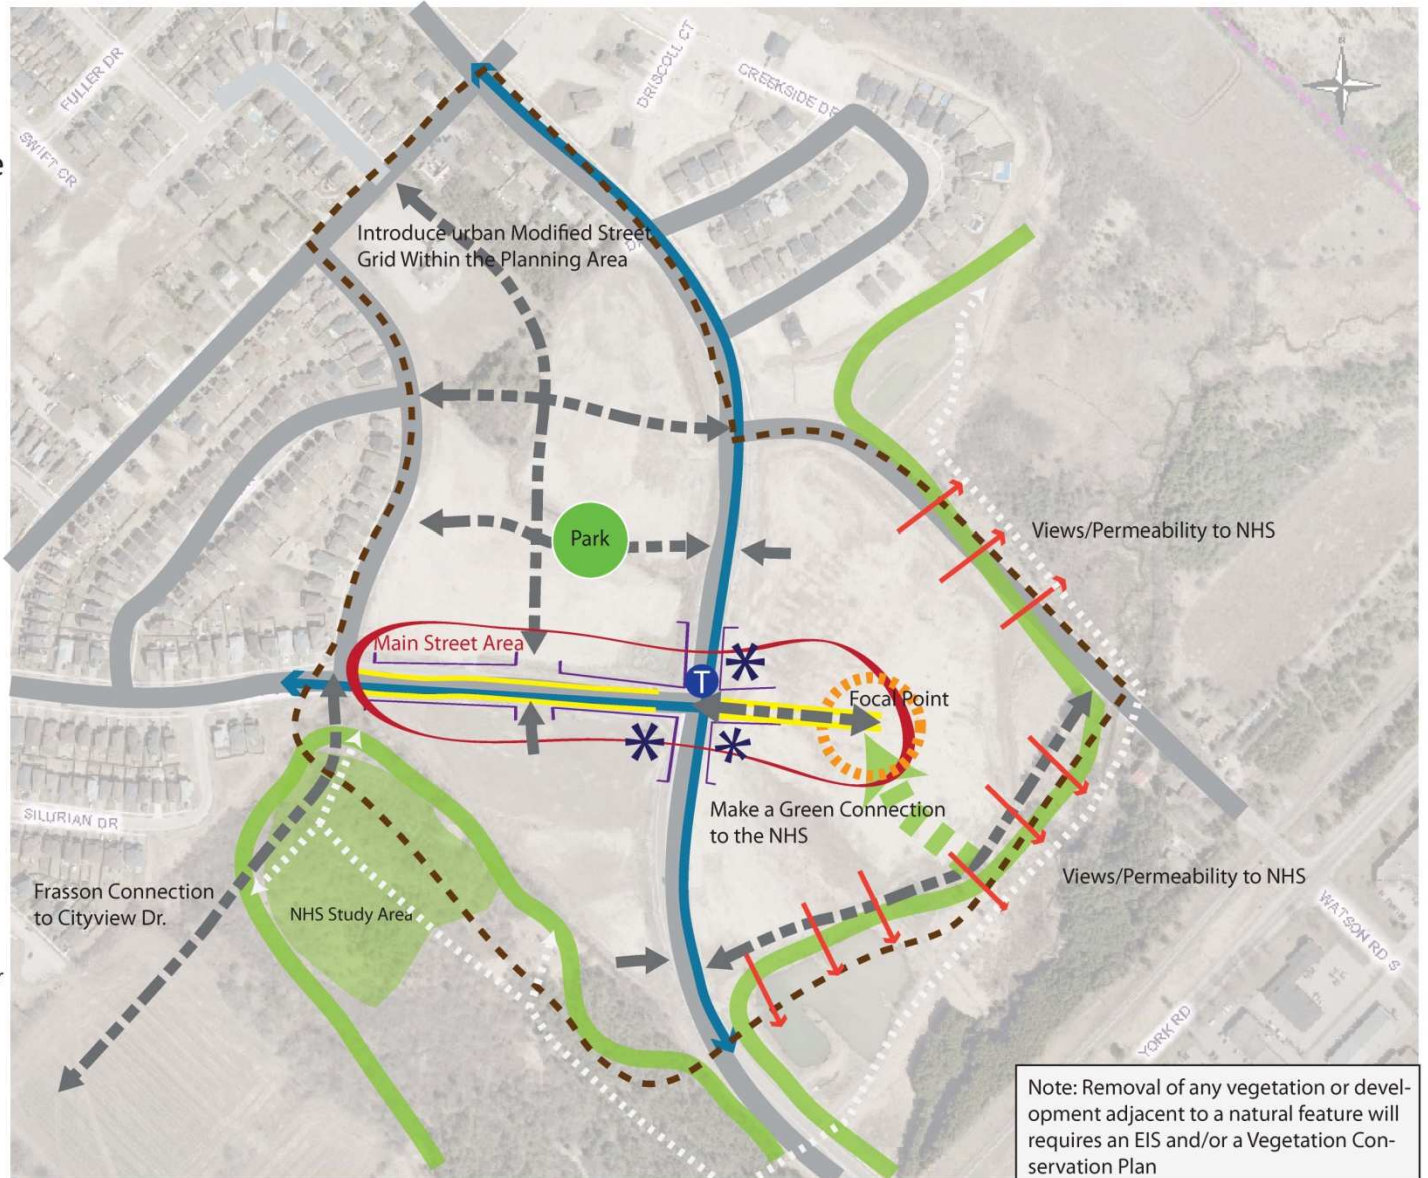 FULLER DR
DRISCOLL CT
CREEKSIDE DR
SWIFT CR
e
Introduce urban Modified Street
Grid Within the Planning Area
Park
Views/Permeability to NHS
Main Street Area
T
Focal Point
Make a Green Connection
to the NHS
SILURIAN DR
Frasson Connection
to Cityview Dr.
NHS Study Area
Views/Permeability to NHS
WATSON RD S
r
YORK RD
Note: Removal of any vegetation or devel-
opment adjacent to a natural feature will
requires an EIS and/or a Vegetation Con-
servation Plan